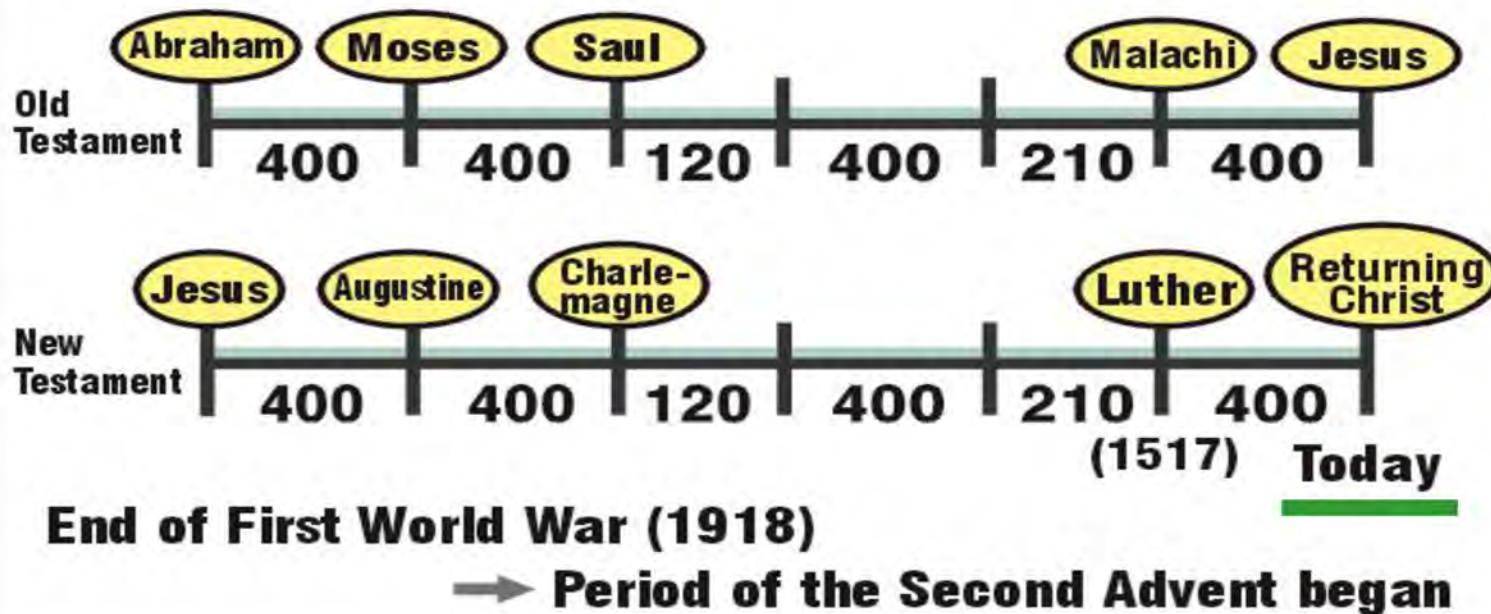 Abraham Moses Saul Malachi Jesus
Old
Testament
400 400 120 400 210 400
Jesus Augustine Charle-
magne Luther Returning
Christ
New
Testament
400 400 120 400 210 400
(1517) Today
End of First World War (1918)
Period of the Second Advent began